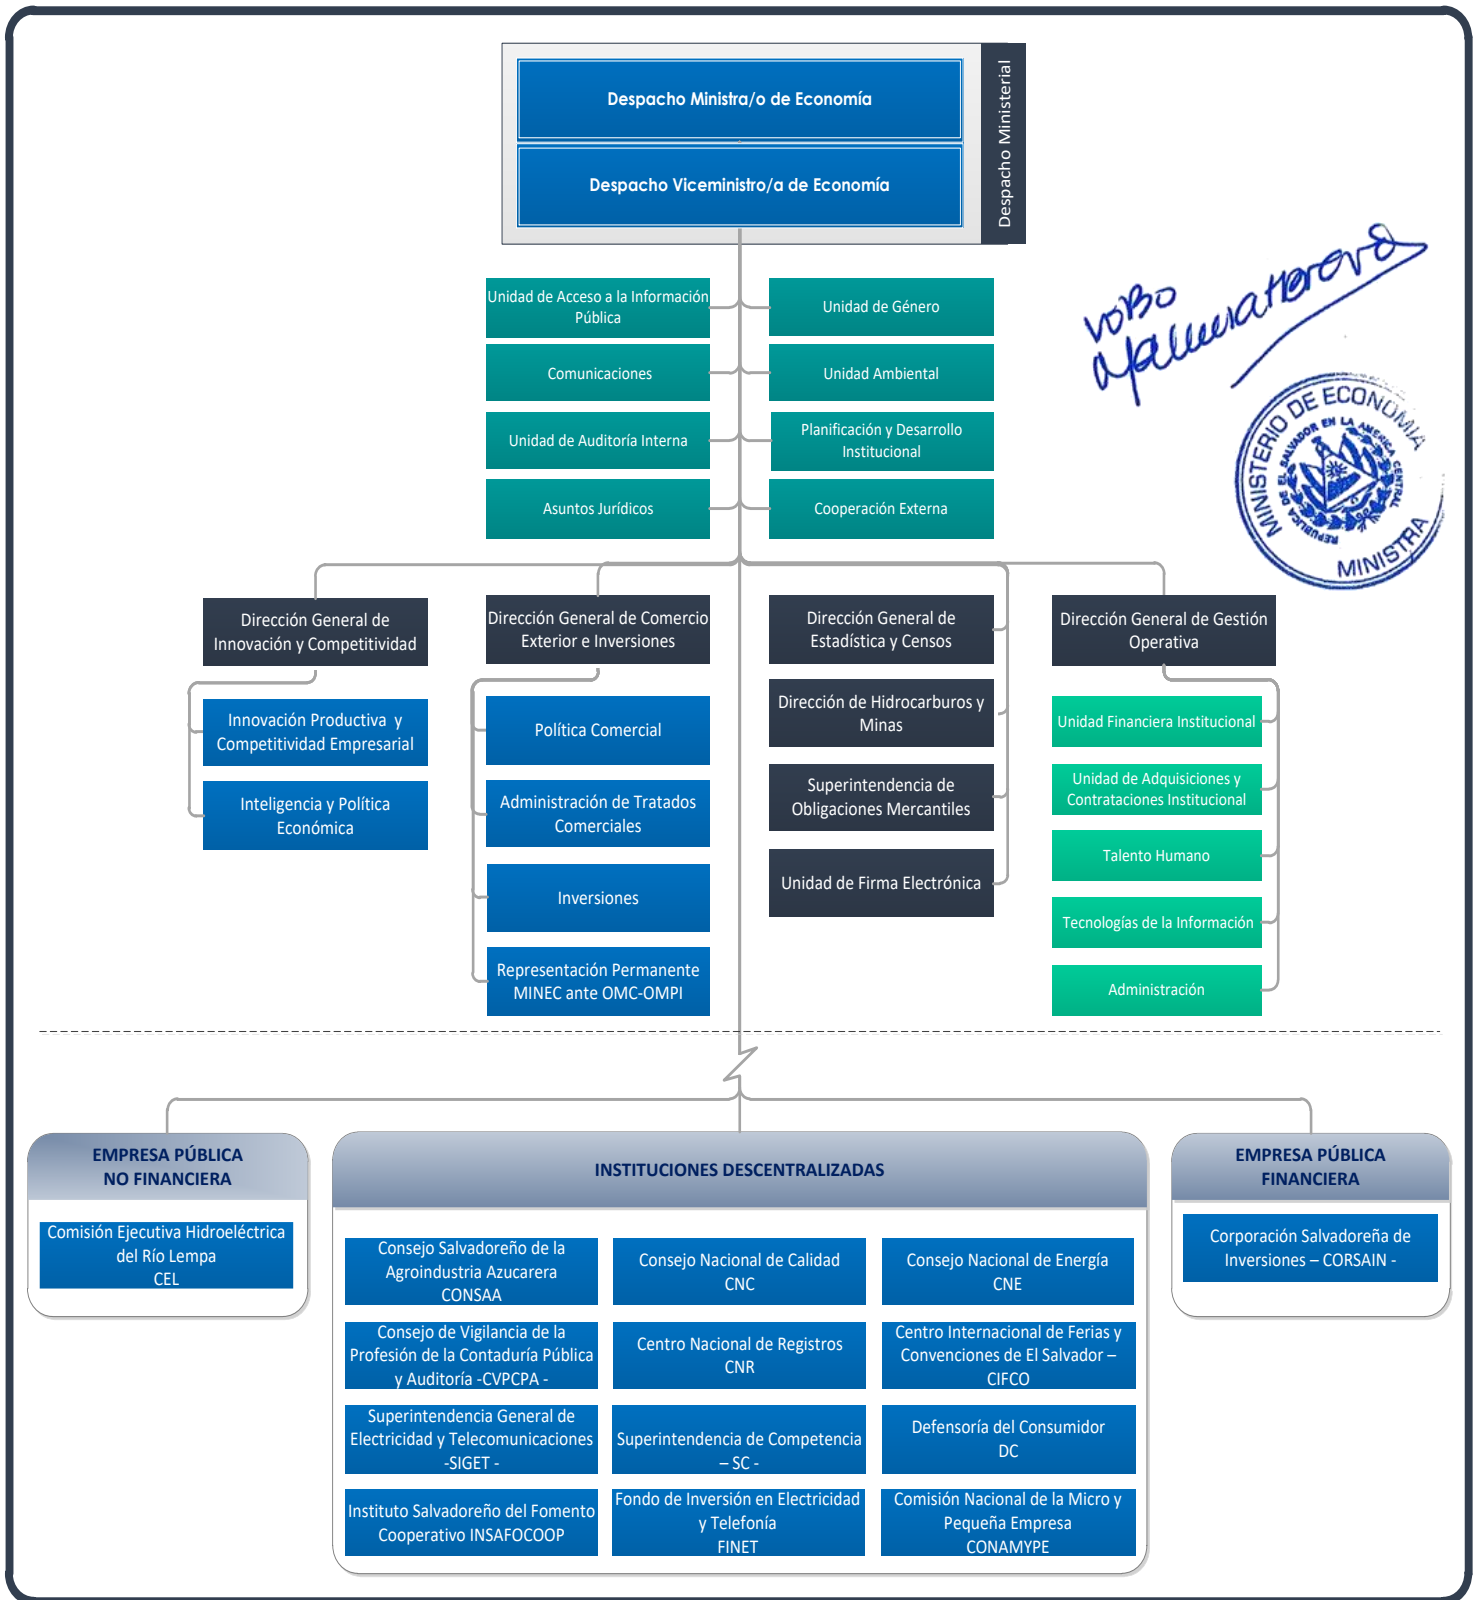 Despacho Ministra/o de Economía
Despacho Viceministro/a de Economía
Despacho Ministerial
Unidad de Acceso a la Información
Pública
Unidad de Género
Comunicaciones
Unidad Ambiental
Unidad de Auditoría Interna
Planificación y Desarrollo
Institucional
Asuntos Jurídicos
Cooperación Externa
VoBo
MINISTERIO DE ECONOMIA
REPUBLICA DE EL SALVADOR EN LA AMERICA CENTRAL
MINISTRA
Dirección General de
Innovación y Competitividad
Innovación Productiva y
Competitividad Empresarial
Inteligencia y Política
Económica
Dirección General de Comercio
Exterior e Inversiones
Política Comercial
Administración de Tratados
Comerciales
Inversiones
Representación Permanente
MINEC ante OMC-OMPI
Dirección General de
Estadística y Censos
Dirección de Hidrocarburos y
Minas
Superintendencia de
Obligaciones Mercantiles
Unidad de Firma Electrónica
Dirección General de Gestión
Operativa
Unidad Financiera Institucional
Unidad de Adquisiciones y
Contrataciones Institucional
Talento Humano
Tecnologías de la Información
Administración
EMPRESA PÚBLICA
NO FINANCIERA
Comisión Ejecutiva Hidroeléctrica
del Río Lempa
CEL
INSTITUCIONES DESCENTRALIZADAS
Consejo Salvadoreño de la
Agroindustria Azucarera
CONSAA
Consejo Nacional de Calidad
CNC
Consejo Nacional de Energía
CNE
Consejo de Vigilancia de la
Profesión de la Contaduría Pública
y Auditoría -CVPCPA -
Centro Nacional de Registros
CNR
Centro Internacional de Ferias y
Convenciones de El Salvador –
CIFCO
Superintendencia General de
Electricidad y Telecomunicaciones
-SIGET -
Superintendencia de Competencia
– SC -
Defensoría del Consumidor
DC
Instituto Salvadoreño del Fomento
Cooperativo INSAFOCOOP
Fondo de Inversión en Electricidad
y Telefonía
FINET
Comisión Nacional de la Micro y
Pequeña Empresa
CONAMYPE
EMPRESA PÚBLICA
FINANCIERA
Corporación Salvadoreña de
Inversiones – CORSAIN -